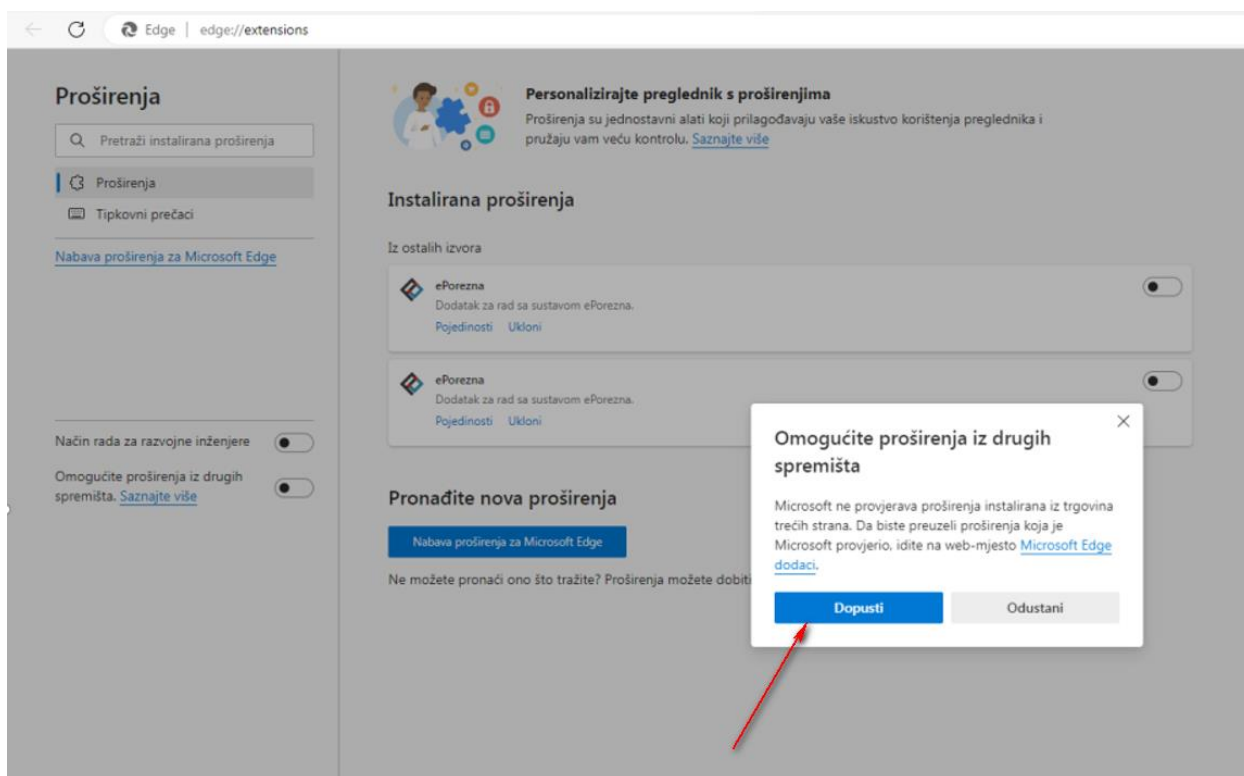 Edge | edge://extensions
Proširenja
Pretraži instalirana proširenja
Proširenja
Tipkovni prečaci
Nabava proširenja za Microsoft Edge
Način rada za razvojne inženjere
Omogućite proširenja iz drugih
spremišta. Saznajte više
Personalizirajte preglednik s proširenjima
Proširenja su jednostavni alati koji prilagođavaju vaše iskustvo korištenja preglednika i
pružaju vam veću kontrolu. Saznajte više
Instalirana proširenja
Iz ostalih izvora
ePorezna
Dodatak za rad sa sustavom ePorezna.
Pojedinosti Ukloni
ePorezna
Dodatak za rad sa sustavom ePorezna.
Pojedinosti Ukloni
Pronađite nova proširenja
Nabava proširenja za Microsoft Edge
Ne možete pronaći ono što tražite? Proširenja možete dobiti
Omogućite proširenja iz drugih
spremišta
Microsoft ne provjerava proširenja instalirana iz trgovina
trećih strana. Da biste preuzeli proširenja koja je
Microsoft provjerio, idite na web-mjesto Microsoft Edge
dodaci.
Dopusti Odustani